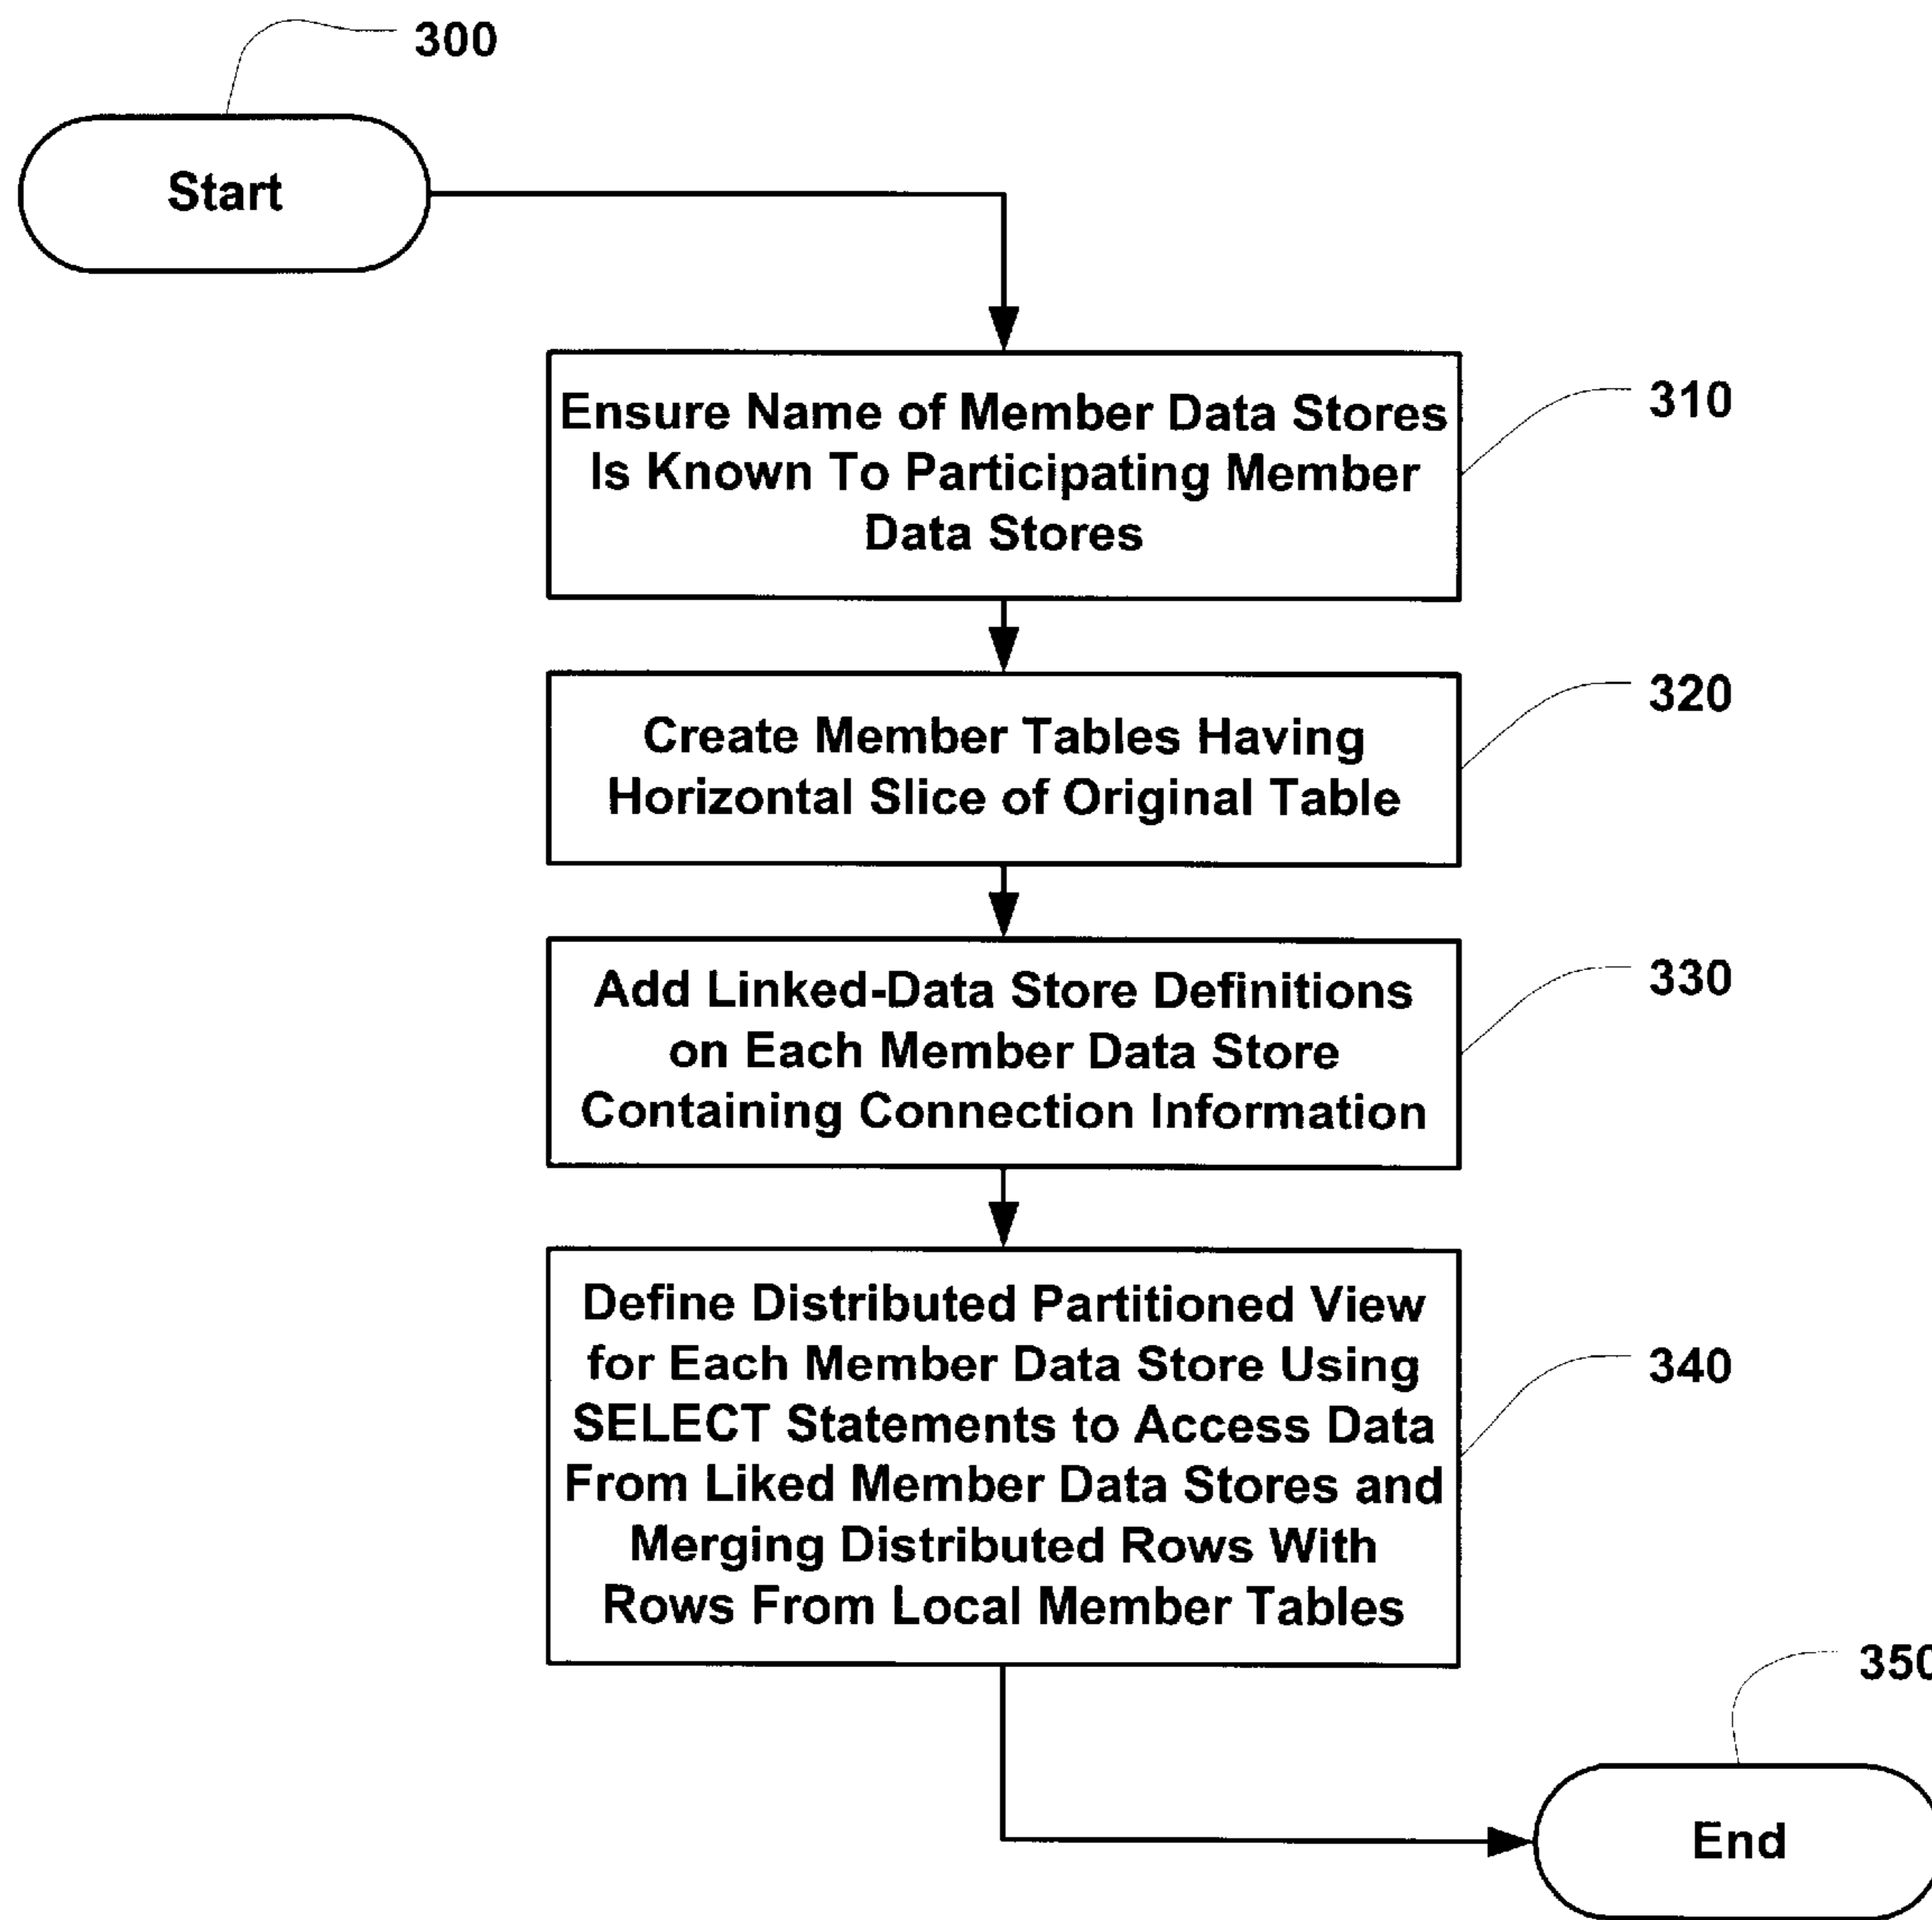 300
Start
Ensure Name of Member Data Stores
Is Known To Participating Member
Data Stores
310
Create Member Tables Having
Horizontal Slice of Original Table
320
Add Linked-Data Store Definitions
on Each Member Data Store
Containing Connection Information
330
Define Distributed Partitioned View
for Each Member Data Store Using
SELECT Statements to Access Data
From Liked Member Data Stores and
Merging Distributed Rows With
Rows From Local Member Tables
340
350
End